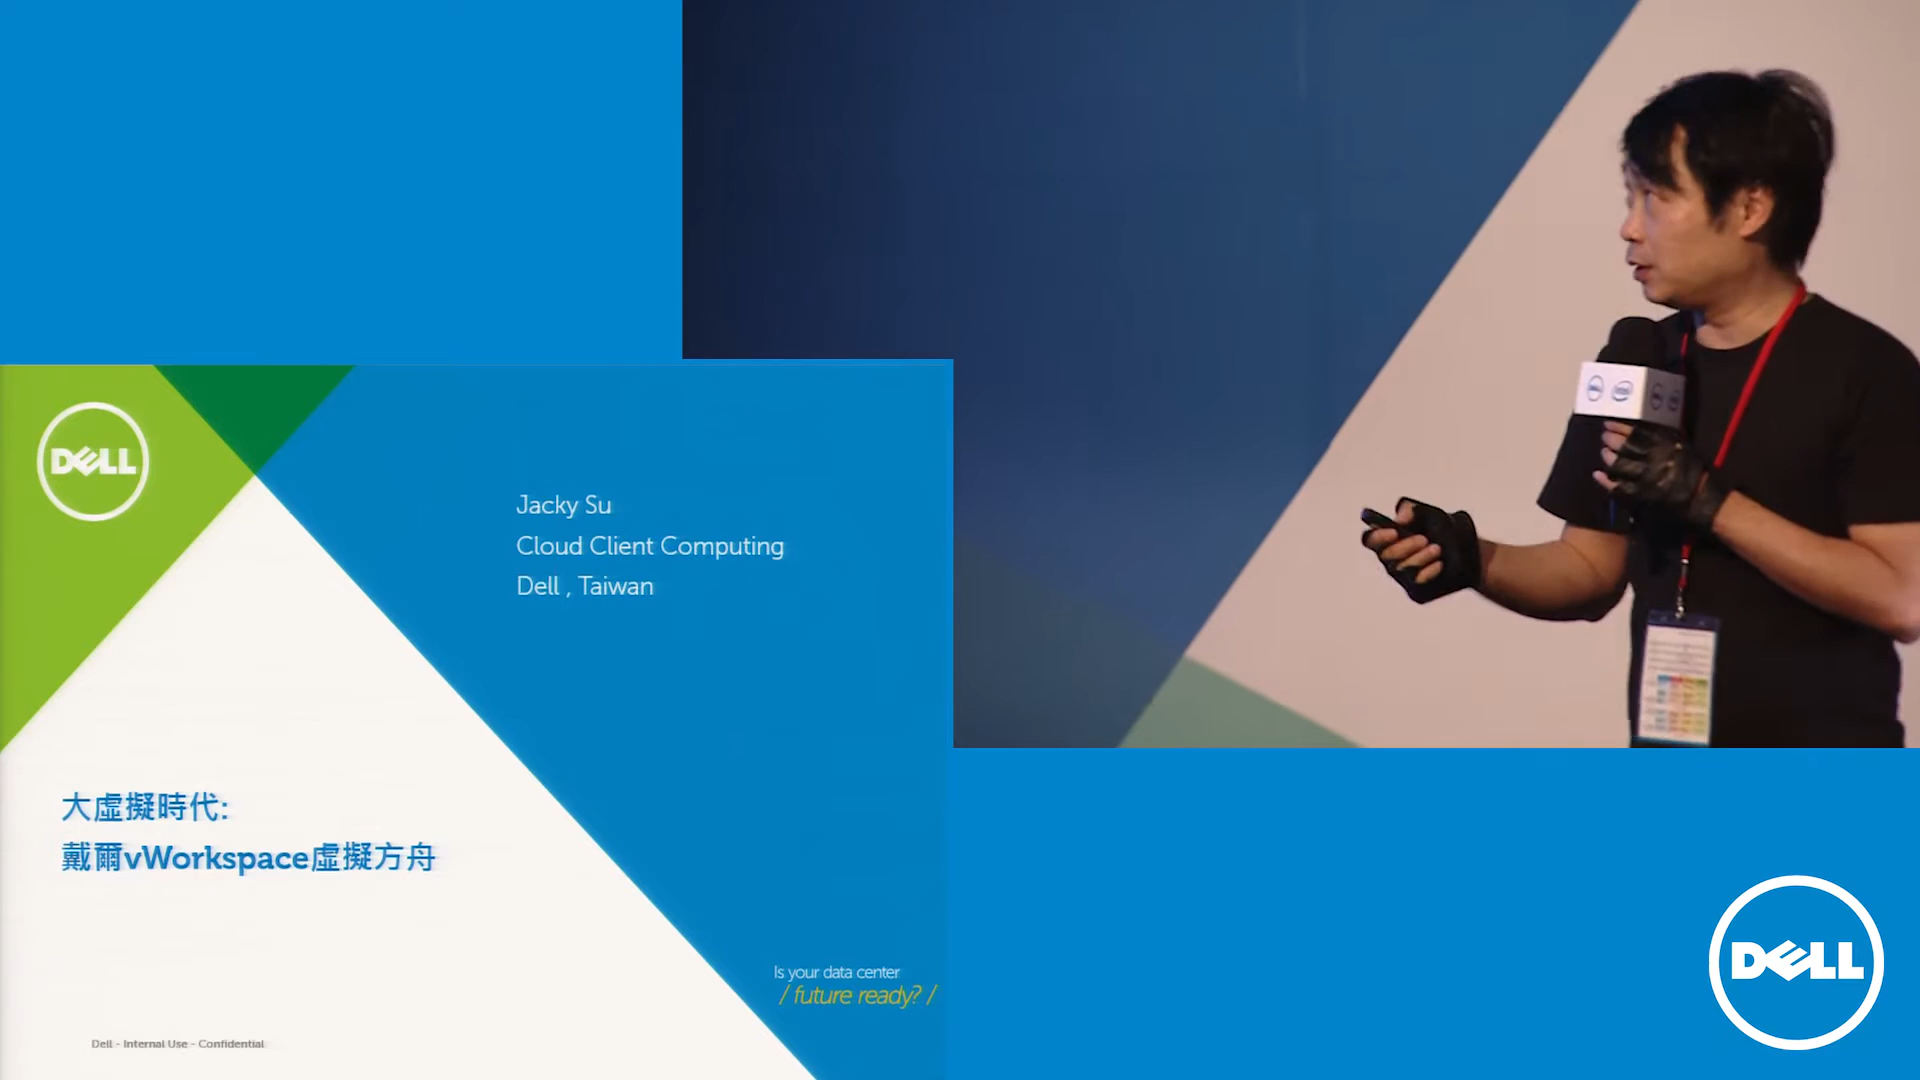 DELL
Jacky Su
Cloud Client Computing
Dell , Taiwan
大虛擬時代:
戴爾vWorkspace虛擬方舟
Is your data center
/ future ready? /
Dell - Internal Use - Confidential
DELL